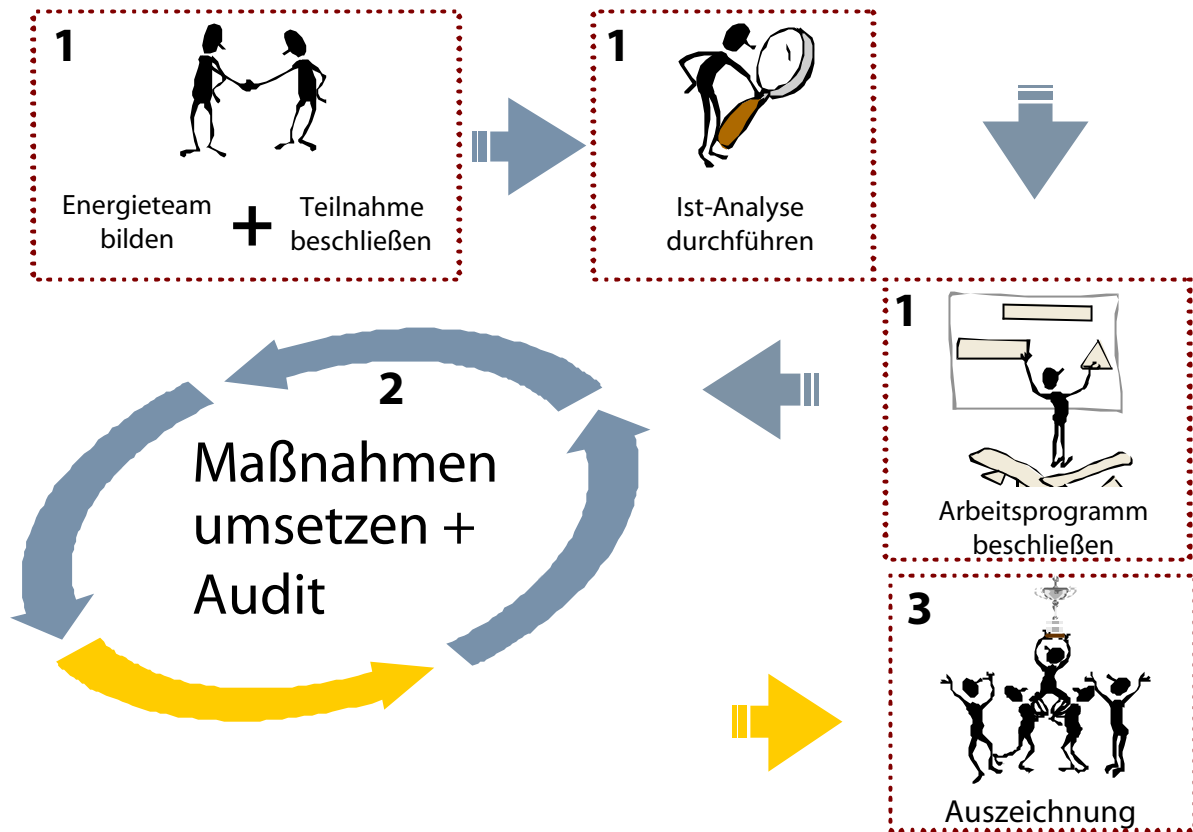 1
Energieteam
bilden
+
Teilnahme
beschließen
1
Ist-Analyse
durchführen
1
Arbeitsprogramm
beschließen
2
Maßnahmen
umsetzen +
Audit
3
Auszeichnung